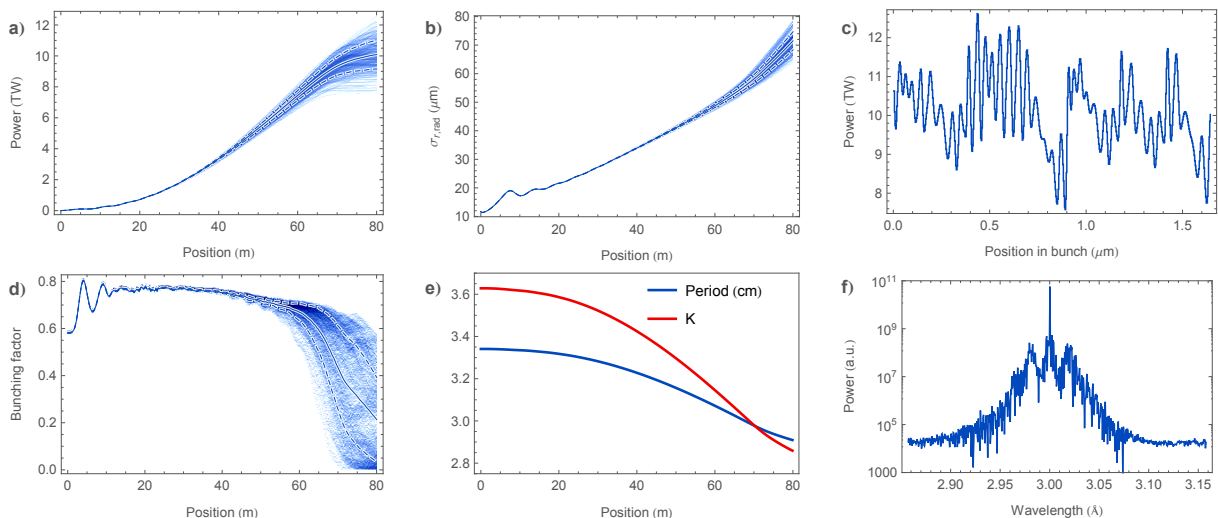 a)
Power (TW)
12
10
8
6
4
2
0
0 20 40 60 80
Position (m)
b)
σr,rad (μm)
80
70
60
50
40
30
20
10
0 20 40 60 80
Position (m)
c)
Power (TW)
12
11
10
9
8
0.0 0.5 1.0 1.5
Position in bunch (μm)
d)
Bunching factor
0.8
0.6
0.4
0.2
0.0
0 20 40 60 80
Position (m)
e)
Period (cm)
K
3.6
3.4
3.2
3.0
2.8
0 20 40 60 80
Position (m)
f)
Power (a.u.)
10¹¹
10⁹
10⁷
10⁵
1000
2.90 2.95 3.00 3.05 3.10 3.15
Wavelength (Å)